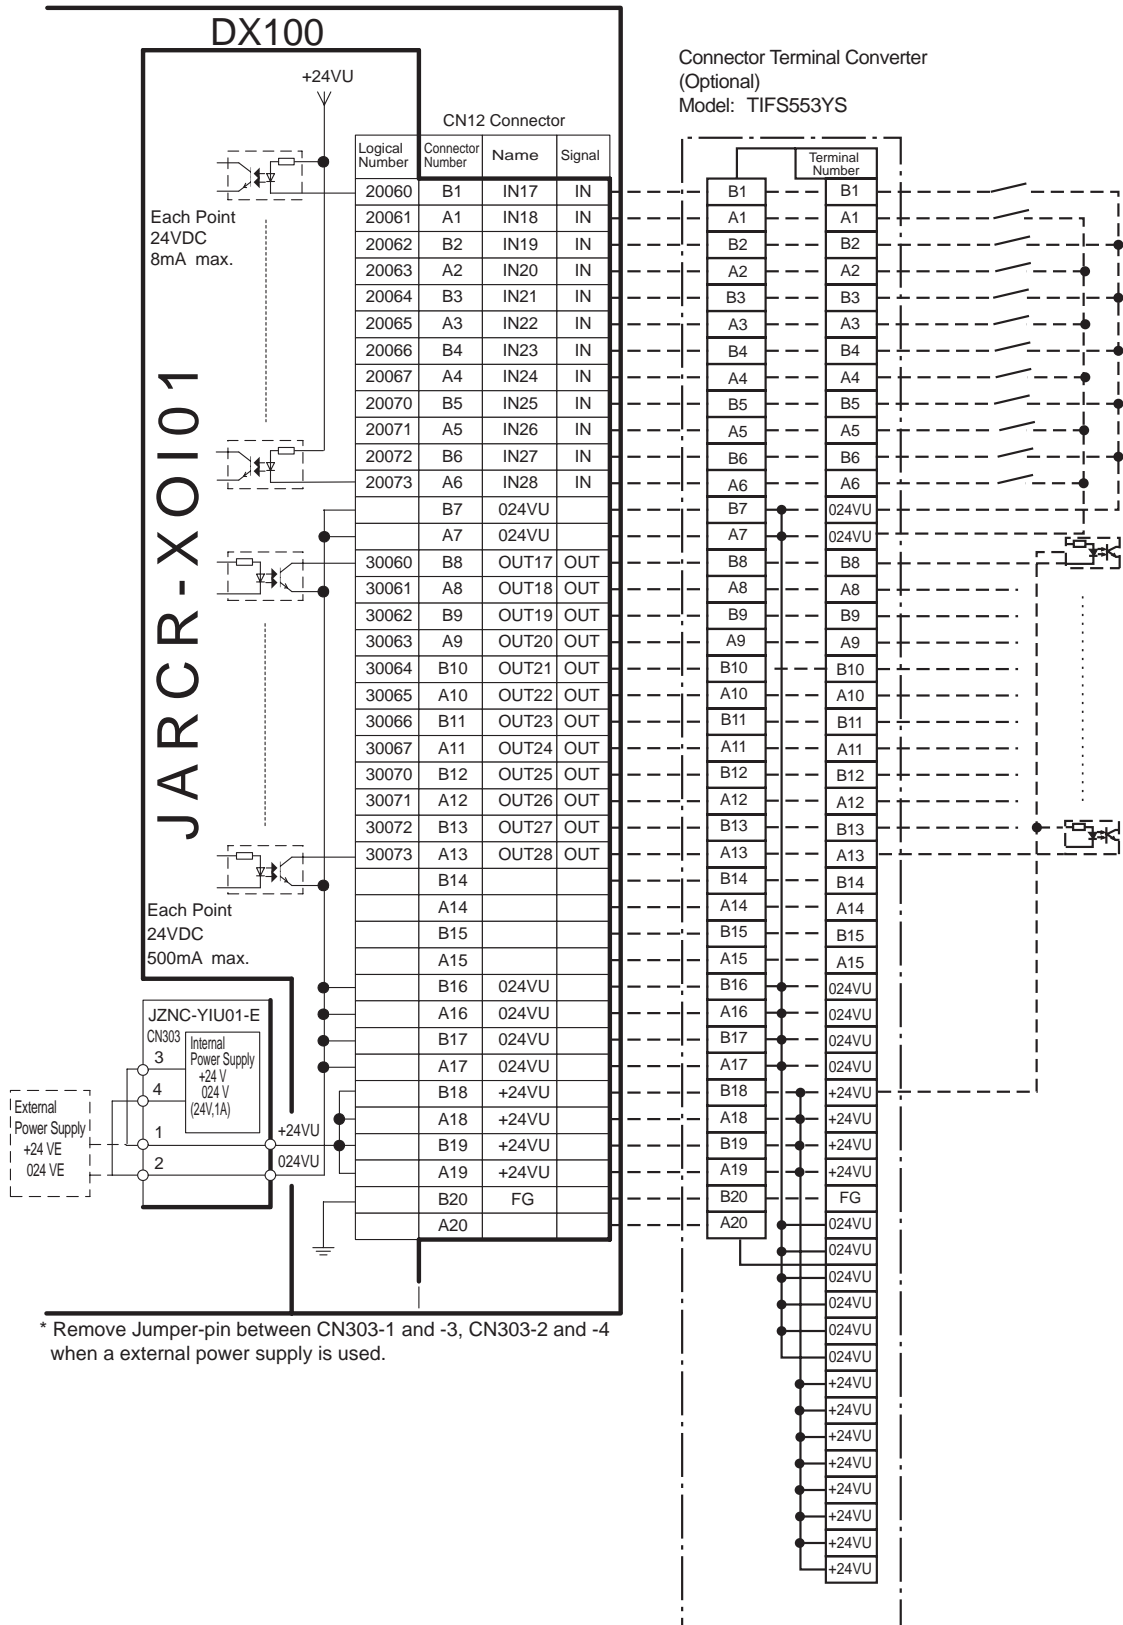 DX100
Connector Terminal Converter
(Optional)
Model: TIFS553YS
+24VU
CN12 Connector
Logical Number Connector Number Name Signal
Terminal Number
20060 B1 IN17 IN B1 B1
20061 A1 IN18 IN A1 A1
20062 B2 IN19 IN B2 B2
20063 A2 IN20 IN A2 A2
20064 B3 IN21 IN B3 B3
20065 A3 IN22 IN A3 A3
20066 B4 IN23 IN B4 B4
20067 A4 IN24 IN A4 A4
20070 B5 IN25 IN B5 B5
20071 A5 IN26 IN A5 A5
20072 B6 IN27 IN B6 B6
20073 A6 IN28 IN A6 A6
B7 024VU B7 024VU
A7 024VU A7 024VU
30060 B8 OUT17 OUT B8 B8
30061 A8 OUT18 OUT A8 A8
30062 B9 OUT19 OUT B9 B9
30063 A9 OUT20 OUT A9 A9
30064 B10 OUT21 OUT B10 B10
30065 A10 OUT22 OUT A10 A10
30066 B11 OUT23 OUT B11 B11
30067 A11 OUT24 OUT A11 A11
30070 B12 OUT25 OUT B12 B12
30071 A12 OUT26 OUT A12 A12
30072 B13 OUT27 OUT B13 B13
30073 A13 OUT28 OUT A13 A13
B14 B14 B14
A14 A14 A14
B15 B15 B15
A15 A15 A15
B16 024VU B16 024VU
A16 024VU A16 024VU
B17 024VU B17 024VU
A17 024VU A17 024VU
B18 +24VU B18 +24VU
A18 +24VU A18 +24VU
B19 +24VU B19 +24VU
A19 +24VU A19 +24VU
B20 FG B20 FG
A20 A20 024VU
024VU
024VU
024VU
024VU
024VU
+24VU
+24VU
+24VU
+24VU
+24VU
+24VU
+24VU
+24VU
Each Point
24VDC
8mA max.
JARCR-XOI01
Each Point
24VDC
500mA max.
JZNC-YIU01-E
CN303
3
4
1
2
Internal
Power Supply
+24 V
024 V
(24V,1A)
External
Power Supply
+24 VE
024 VE
+24VU
024VU
* Remove Jumper-pin between CN303-1 and -3, CN303-2 and -4
when a external power supply is used.